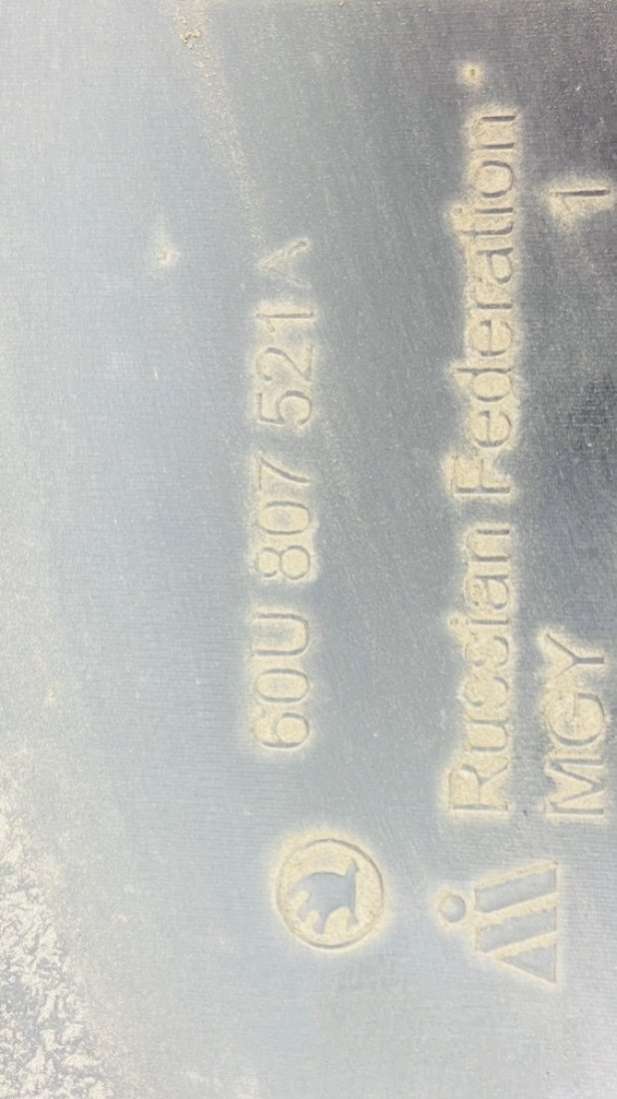 60U 807 521 A
Russian Federation
MGY 1